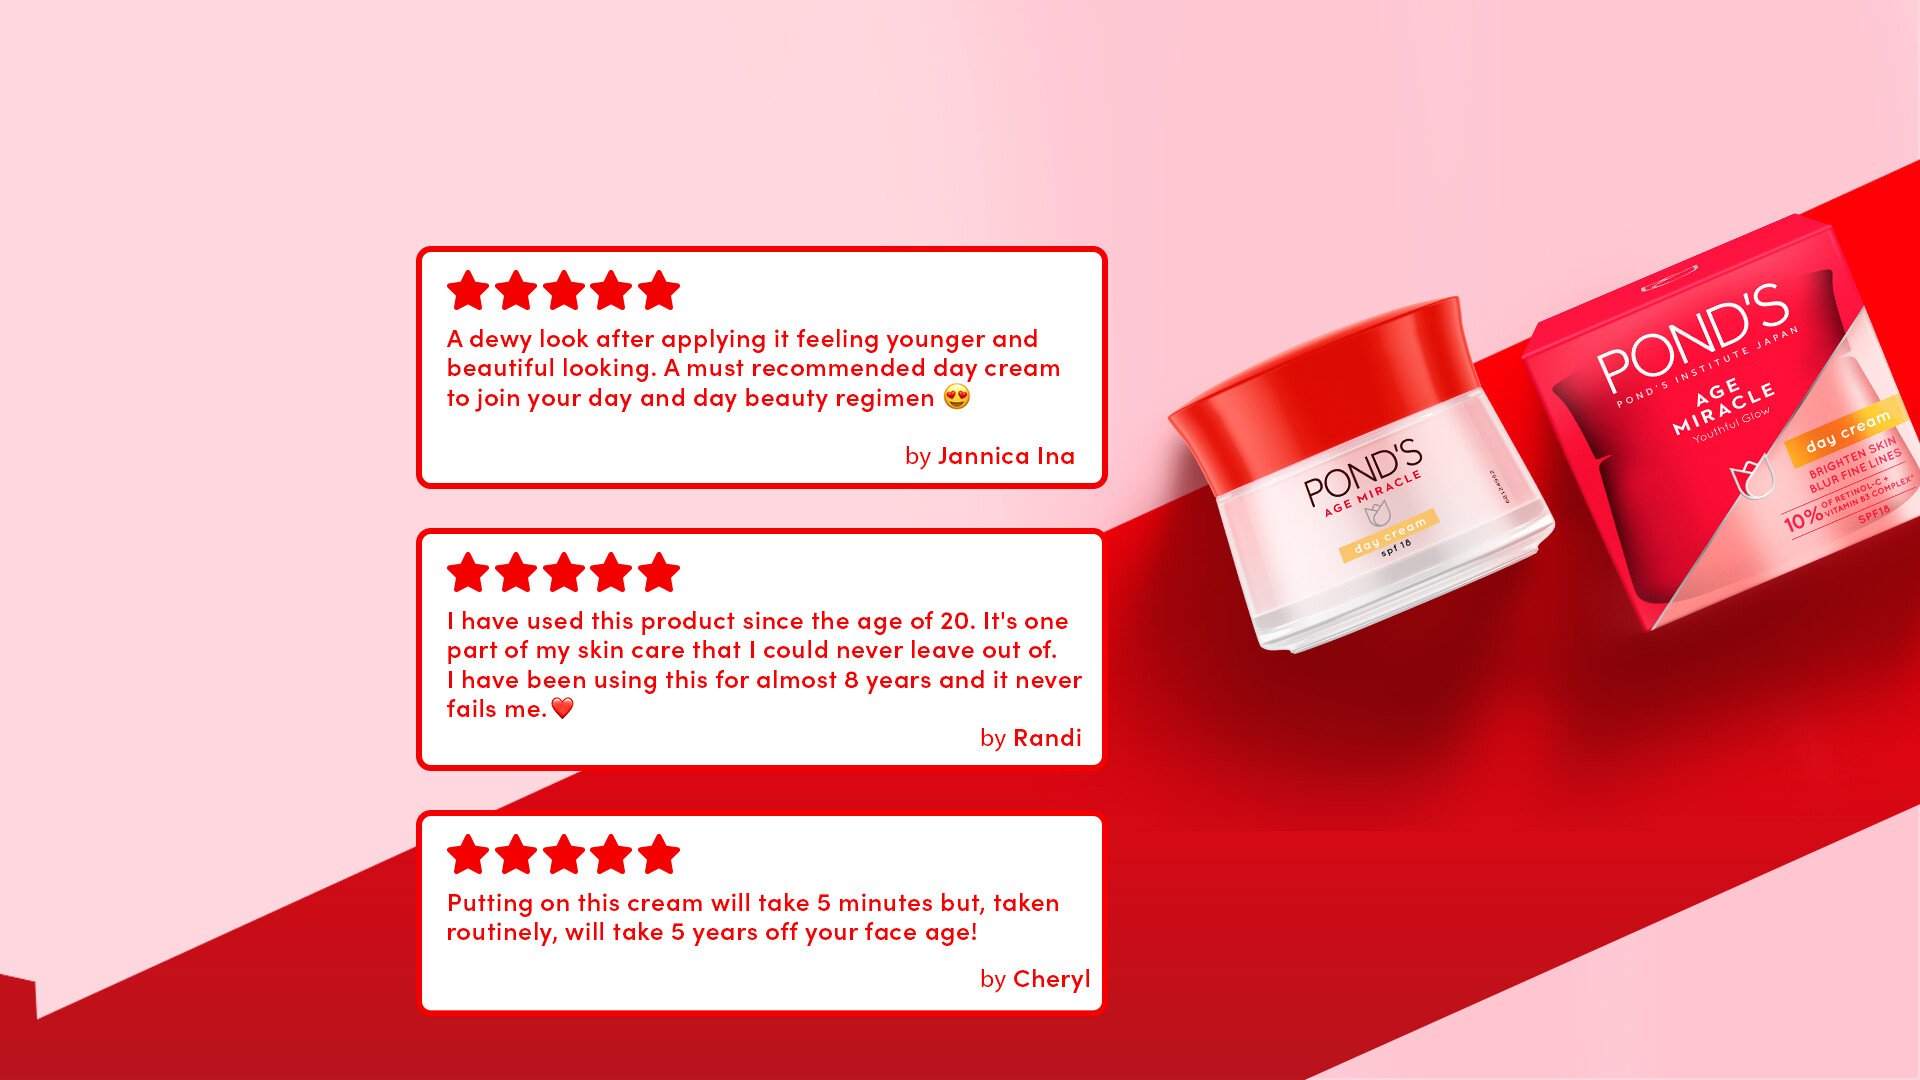 A dewy look after applying it feeling younger and
beautiful looking. A must recommended day cream
to join your day and day beauty regimen 😍
by Jannica Ina
I have used this product since the age of 20. It's one
part of my skin care that I could never leave out of.
I have been using this for almost 8 years and it never
fails me.❤️
by Randi
Putting on this cream will take 5 minutes but, taken
routinely, will take 5 years off your face age!
by Cheryl
POND'S
AGE MIRACLE
day cream
spf 18
68124962
POND'S
POND'S INSTITUTE JAPAN
AGE
MIRACLE
Youthful Glow
day cream
BRIGHTEN SKIN
BLUR FINE LINES
10% OF RETINOL-C +
VITAMIN B3 COMPLEX*
SPF18